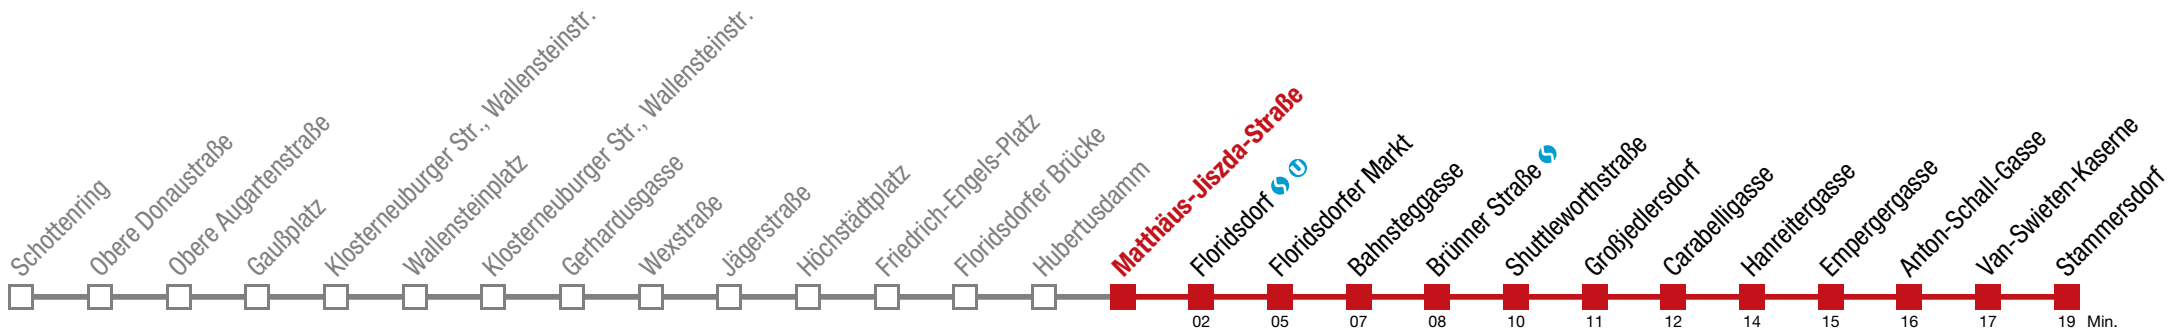 Schottenring
Obere Donaustraße
Obere Augartenstraße
Gaußplatz
Klosterneuburger Str., Wallensteinstr.
Wallensteinplatz
Klosterneuburger Str., Wallensteinstr.
Gerhardusgasse
Wexstraße
Jägerstraße
Höchstädtplatz
Friedrich-Engels-Platz
Floridsdorfer Brücke
Hubertusdamm
Matthäus-Jiszda-Straße
Floridsdorf S U
Floridsdorfer Markt
Bahnsteggasse
Brünner Straße S
Shuttleworthstraße
Großjedlersdorf
Carabelligasse
Hanreitergasse
Empergergasse
Anton-Schall-Gasse
Van-Swieten-Kaserne
Stammersdorf
02 05 07 08 10 11 12 14 15 16 17 19 Min.